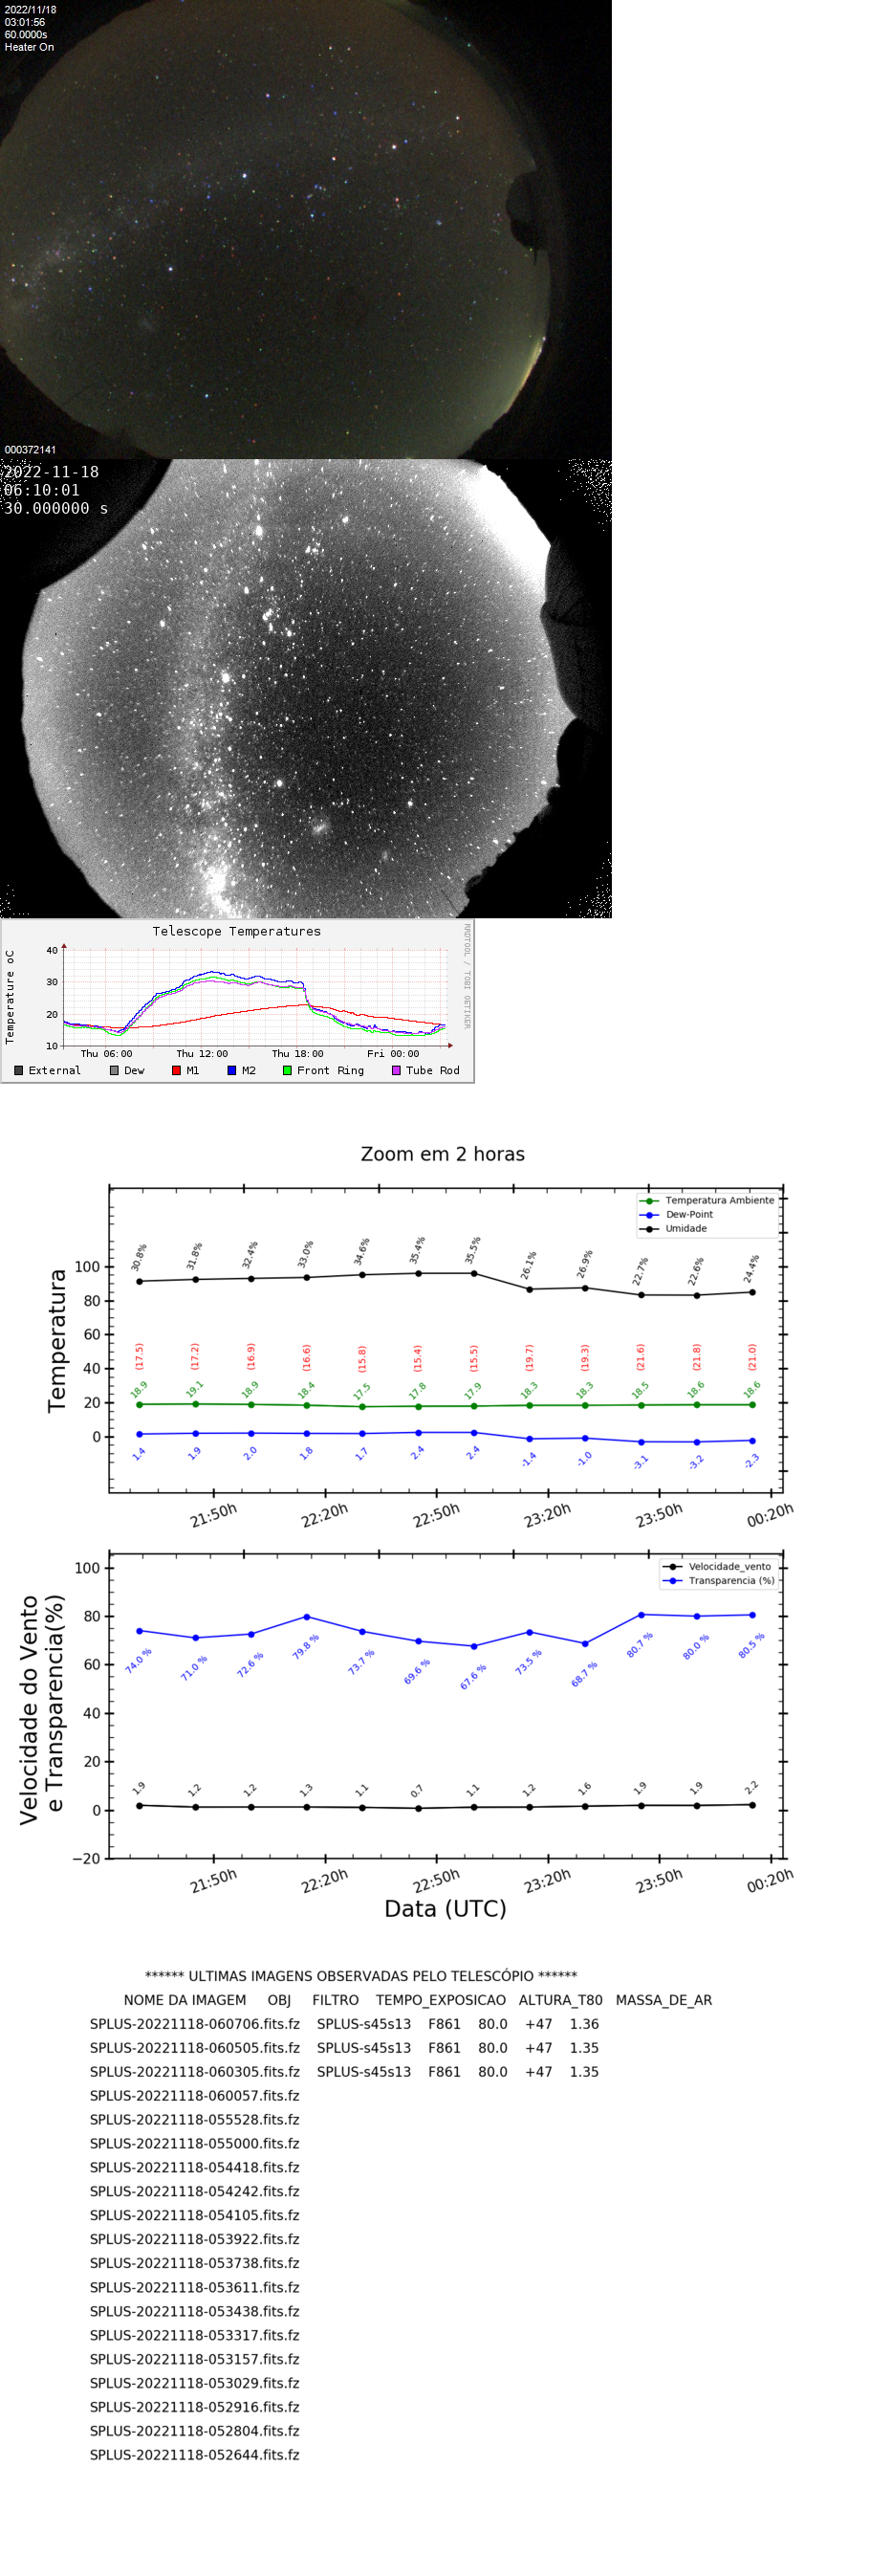 2022/11/18
03:01:56
60.0000s
Heater On
000372141
2022-11-18
06:10:01
30.000000 s
Telescope Temperatures
RRDTOOL / TOBI OETIKER
Temperature oC
40
30
20
10
Thu 06:00 Thu 12:00 Thu 18:00 Fri 00:00
External Dew M1 M2 Front Ring Tube Rod
Zoom em 2 horas
Temperatura Ambiente
Dew-Point
Umidade
Temperatura
100
80
60
40
20
0
30.8% 31.8% 32.4% 33.0% 34.6% 35.4% 35.5% 26.1% 26.9% 22.7% 22.6% 24.4%
(17.5) (17.2) (16.9) (16.6) (15.8) (15.4) (15.5) (19.7) (19.3) (21.6) (21.8) (21.0)
18.9 19.1 18.9 18.4 17.5 17.8 17.9 18.3 18.3 18.5 18.6 18.6
1.4 1.9 2.0 1.8 1.7 2.4 2.4 -1.4 -1.0 -3.1 -3.2 -2.3
21:50h 22:20h 22:50h 23:20h 23:50h 00:20h
Velocidade_vento
Transparencia (%)
Velocidade do Vento
e Transparencia(%)
100
80
60
40
20
0
−20
74.0 % 71.0 % 72.6 % 79.8 % 73.7 % 69.6 % 67.6 % 73.5 % 68.7 % 80.7 % 80.0 % 80.5 %
1.9 1.2 1.2 1.3 1.1 0.7 1.1 1.2 1.6 1.9 1.9 2.2
21:50h 22:20h 22:50h 23:20h 23:50h 00:20h
Data (UTC)
****** ULTIMAS IMAGENS OBSERVADAS PELO TELESCÓPIO ******
NOME DA IMAGEM OBJ FILTRO TEMPO_EXPOSICAO ALTURA_T80 MASSA_DE_AR
SPLUS-20221118-060706.fits.fz SPLUS-s45s13 F861 80.0 +47 1.36
SPLUS-20221118-060505.fits.fz SPLUS-s45s13 F861 80.0 +47 1.35
SPLUS-20221118-060305.fits.fz SPLUS-s45s13 F861 80.0 +47 1.35
SPLUS-20221118-060057.fits.fz
SPLUS-20221118-055528.fits.fz
SPLUS-20221118-055000.fits.fz
SPLUS-20221118-054418.fits.fz
SPLUS-20221118-054242.fits.fz
SPLUS-20221118-054105.fits.fz
SPLUS-20221118-053922.fits.fz
SPLUS-20221118-053738.fits.fz
SPLUS-20221118-053611.fits.fz
SPLUS-20221118-053438.fits.fz
SPLUS-20221118-053317.fits.fz
SPLUS-20221118-053157.fits.fz
SPLUS-20221118-053029.fits.fz
SPLUS-20221118-052916.fits.fz
SPLUS-20221118-052804.fits.fz
SPLUS-20221118-052644.fits.fz